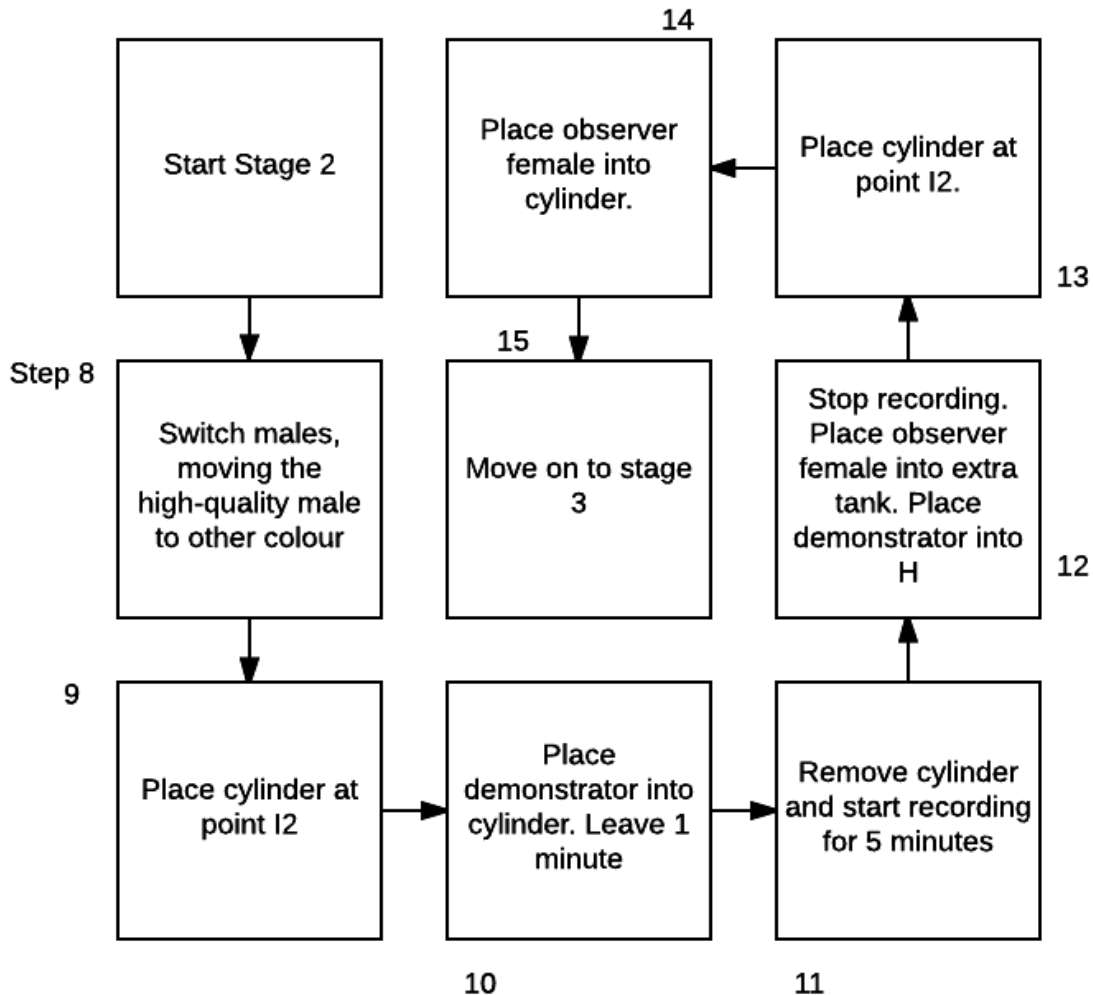 Start Stage 2
Step 8
Switch males,
moving the
high-quality male
to other colour
9
Place cylinder at
point I2
10
Place
demonstrator into
cylinder. Leave 1
minute
11
Remove cylinder
and start recording
for 5 minutes
12
Stop recording.
Place observer
female into extra
tank. Place
demonstrator into
H
13
Place cylinder at
point I2.
14
Place observer
female into
cylinder.
15
Move on to stage
3